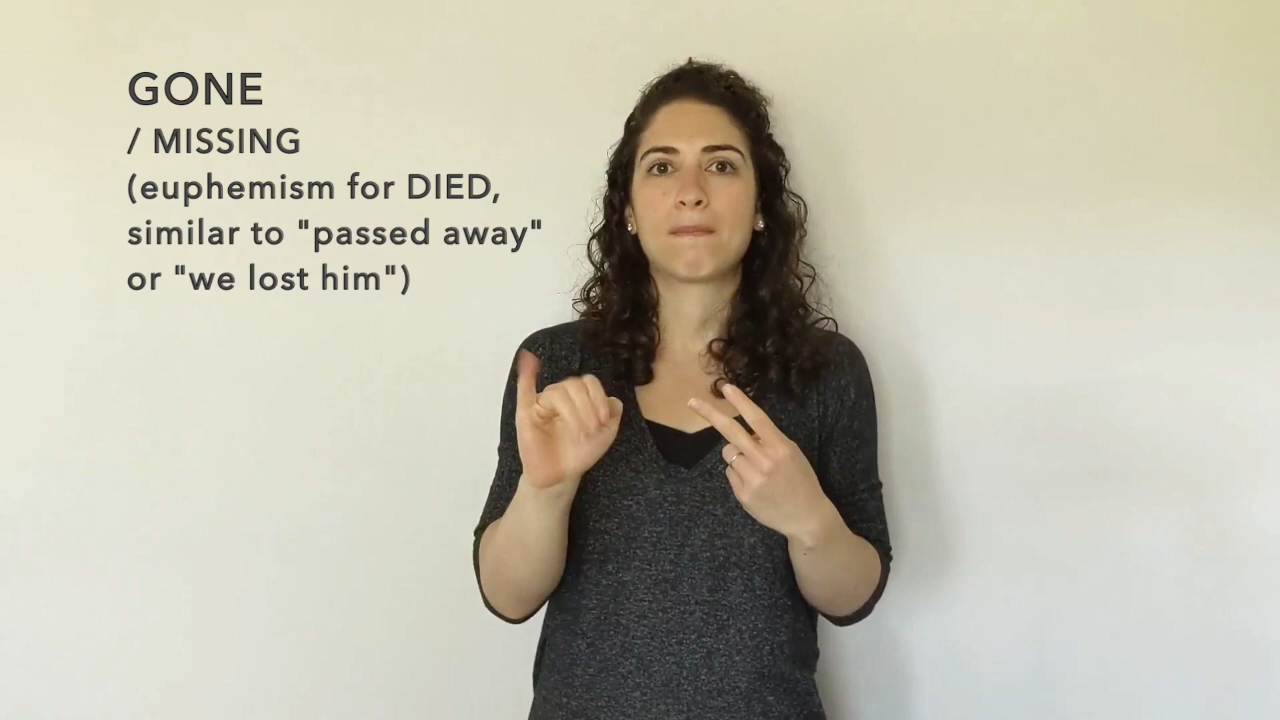 GONE
/ MISSING
(euphemism for DIED,
similar to "passed away"
or "we lost him")